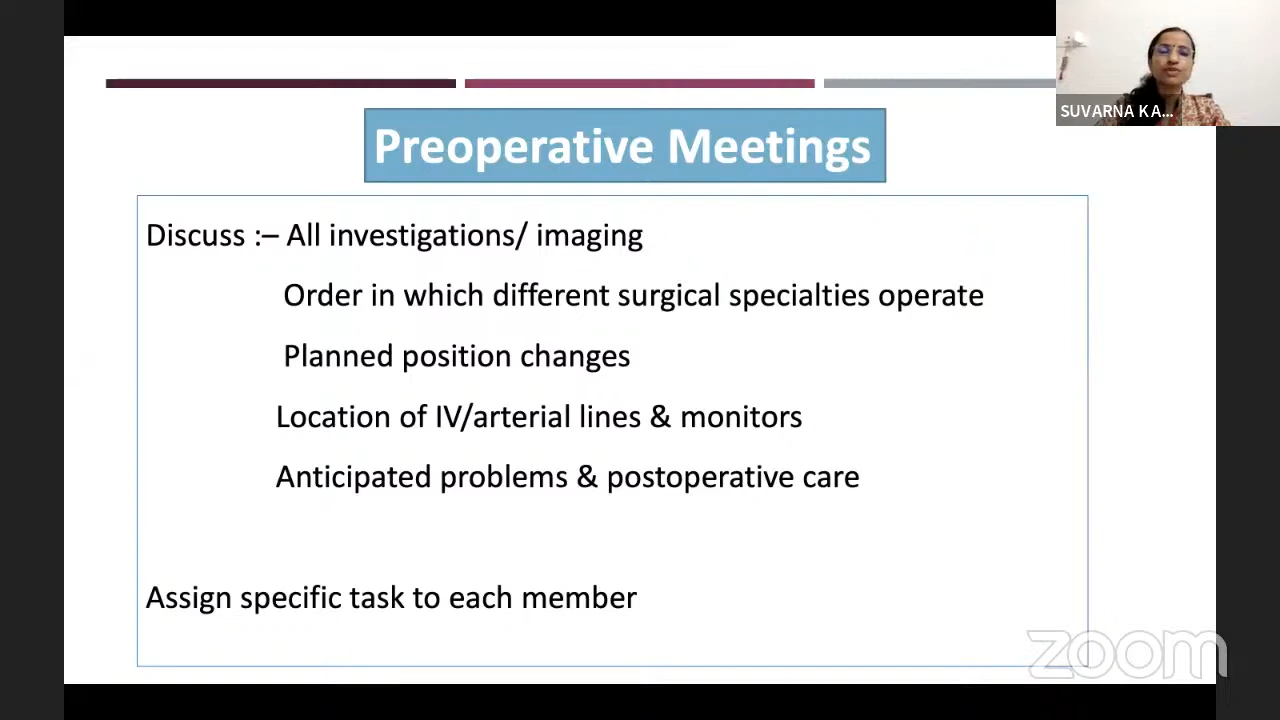 Preoperative Meetings
SUVARNA K A...
Discuss :– All investigations/ imaging
Order in which different surgical specialties operate
Planned position changes
Location of IV/arterial lines & monitors
Anticipated problems & postoperative care
Assign specific task to each member
zoom